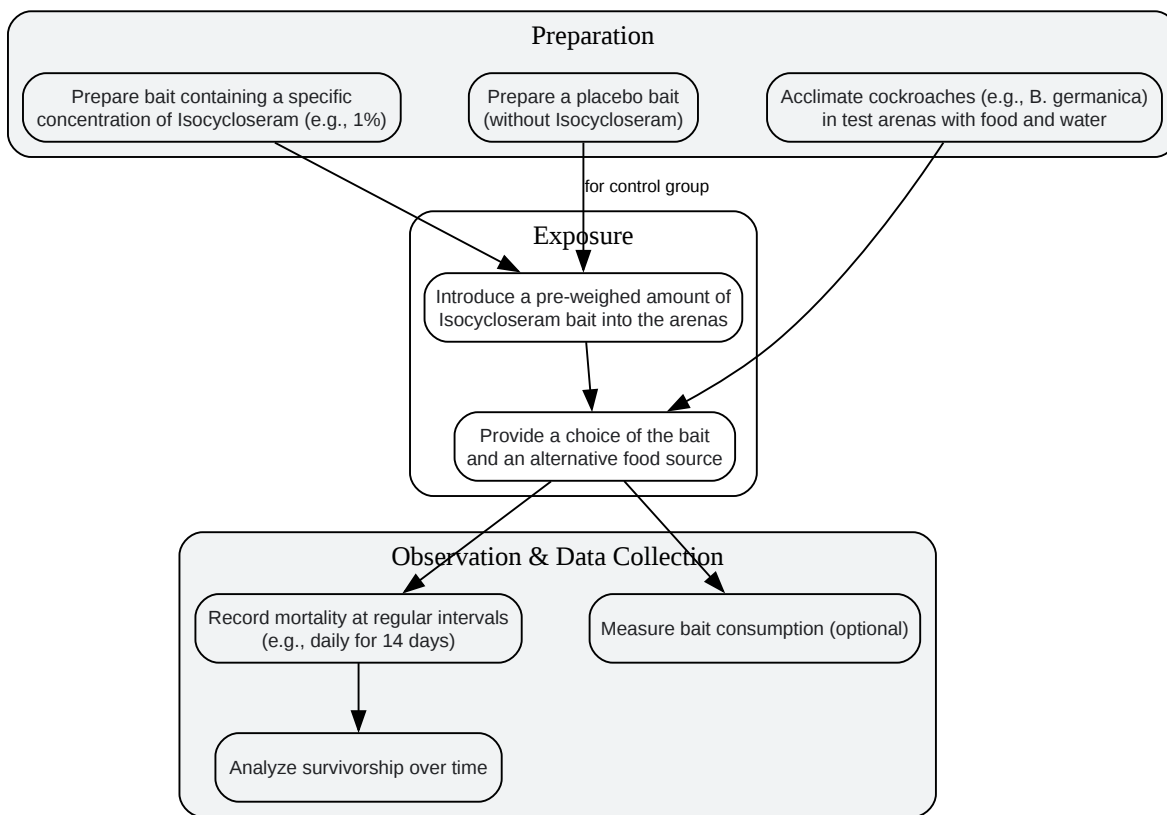 Preparation
Prepare bait containing a specific
concentration of Isocycloseram (e.g., 1%)
Prepare a placebo bait
(without Isocycloseram)
Acclimate cockroaches (e.g., B. germanica)
in test arenas with food and water
for control group
Exposure
Introduce a pre-weighed amount of
Isocycloseram bait into the arenas
Provide a choice of the bait
and an alternative food source
Observation & Data Collection
Record mortality at regular intervals
(e.g., daily for 14 days)
Measure bait consumption (optional)
Analyze survivorship over time